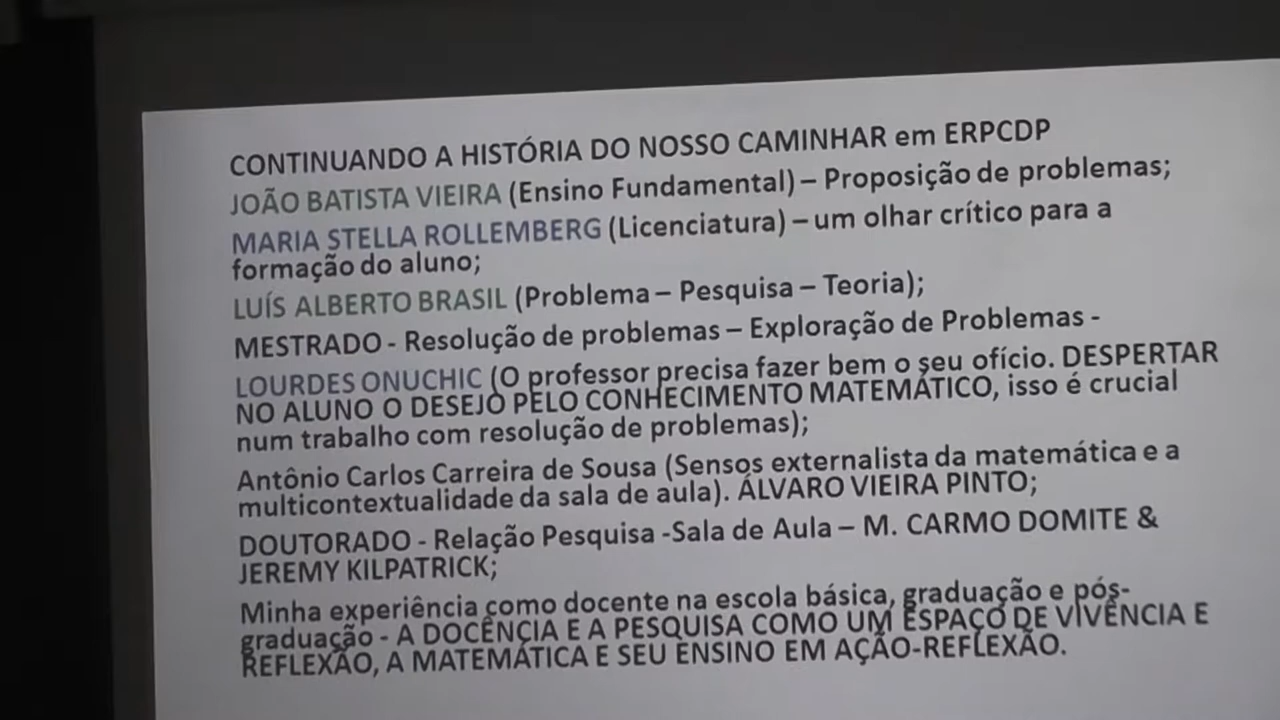 CONTINUANDO A HISTÓRIA DO NOSSO CAMINHAR em ERPCDP
JOÃO BATISTA VIEIRA (Ensino Fundamental) – Proposição de problemas;
MARIA STELLA ROLLEMBERG (Licenciatura) – um olhar crítico para a
formação do aluno;
LUÍS ALBERTO BRASIL (Problema – Pesquisa – Teoria);
MESTRADO - Resolução de problemas – Exploração de Problemas -
LOURDES ONUCHIC (O professor precisa fazer bem o seu ofício. DESPERTAR
NO ALUNO O DESEJO PELO CONHECIMENTO MATEMÁTICO, isso é crucial
num trabalho com resolução de problemas);
Antônio Carlos Carreira de Sousa (Sensos externalista da matemática e a
multicontextualidade da sala de aula). ÁLVARO VIEIRA PINTO;
DOUTORADO - Relação Pesquisa -Sala de Aula – M. CARMO DOMITE &
JEREMY KILPATRICK;
Minha experiência como docente na escola básica, graduação e pós-
graduação - A DOCÊNCIA E A PESQUISA COMO UM ESPAÇO DE VIVÊNCIA E
REFLEXÃO, A MATEMÁTICA E SEU ENSINO EM AÇÃO-REFLEXÃO.